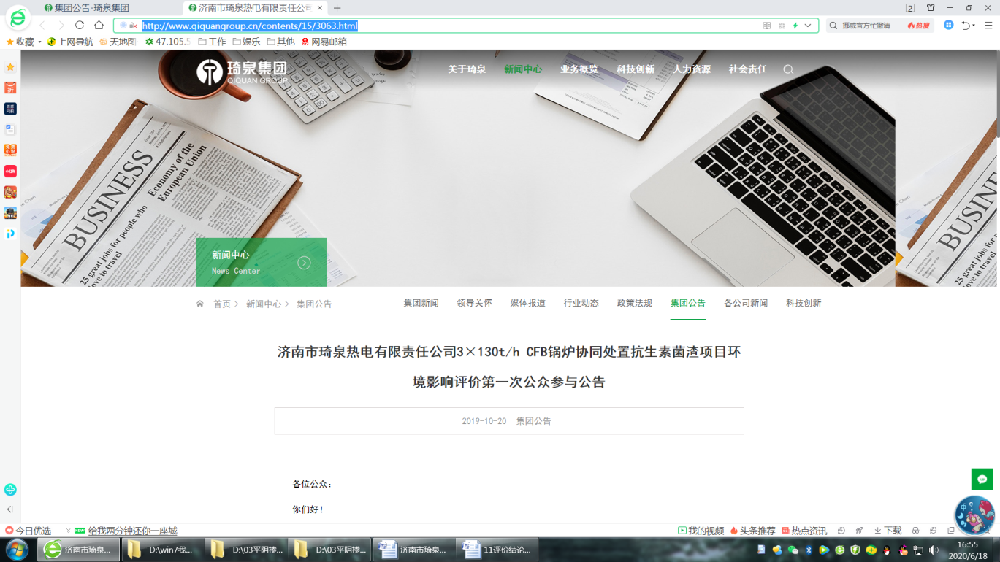 集团公告-琦泉集团
济南市琦泉热电有限责任公司
2
http://www.qiquangroup.cn/contents/15/3063.html
挪威官方忙撇清
热搜
收藏
上网导航
天地图
47.105.5
工作
娱乐
其他
网易邮箱
琦泉集团
QIQUAN GROUP
关于琦泉
新闻中心
业务概览
科技创新
人力资源
社会责任
BUSINESS
Economy of the
European Union
25 great jobs for people who
love to travel
BUSINESS
25 great jobs
love to travel
新闻中心
News Center
首页
新闻中心
集团公告
集团新闻
领导关怀
媒体报道
行业动态
政策法规
集团公告
各公司新闻
科技创新
济南市琦泉热电有限责任公司3×130t/h CFB锅炉协同处置抗生素菌渣项目环
境影响评价第一次公众参与公告
2019-10-20 集团公告
各位公众：
你们好！
今日优选
NEW
给我两分钟还你一座城
我的视频
头条推荐
热点资讯
下载
济南市琦泉...
D:\win7我...
D:\03平阴掺...
D:\03平阴掺...
济南市琦泉...
11评价结论...
16:55
2020/6/18